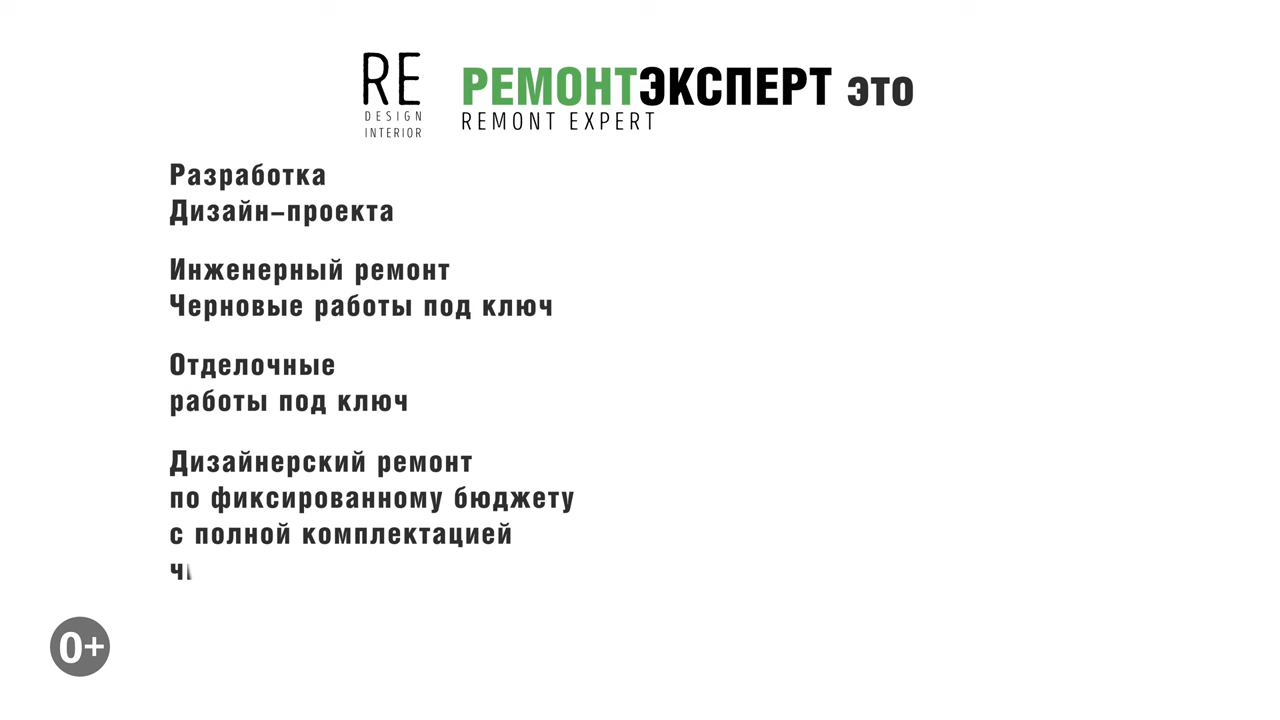 RE
DESIGN
INTERIOR
РЕМОНТЭКСПЕРТ это
REMONT EXPERT
Разработка
Дизайн–проекта
Инженерный ремонт
Черновые работы под ключ
Отделочные
работы под ключ
Дизайнерский ремонт
по фиксированному бюджету
с полной комплектацией
0+